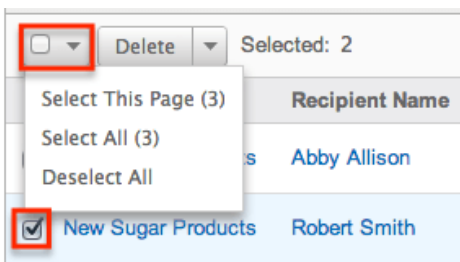 Delete Selected: 2
Select This Page (3)
Recipient Name
Select All (3)
s Abby Allison
Deselect All
New Sugar Products Robert Smith